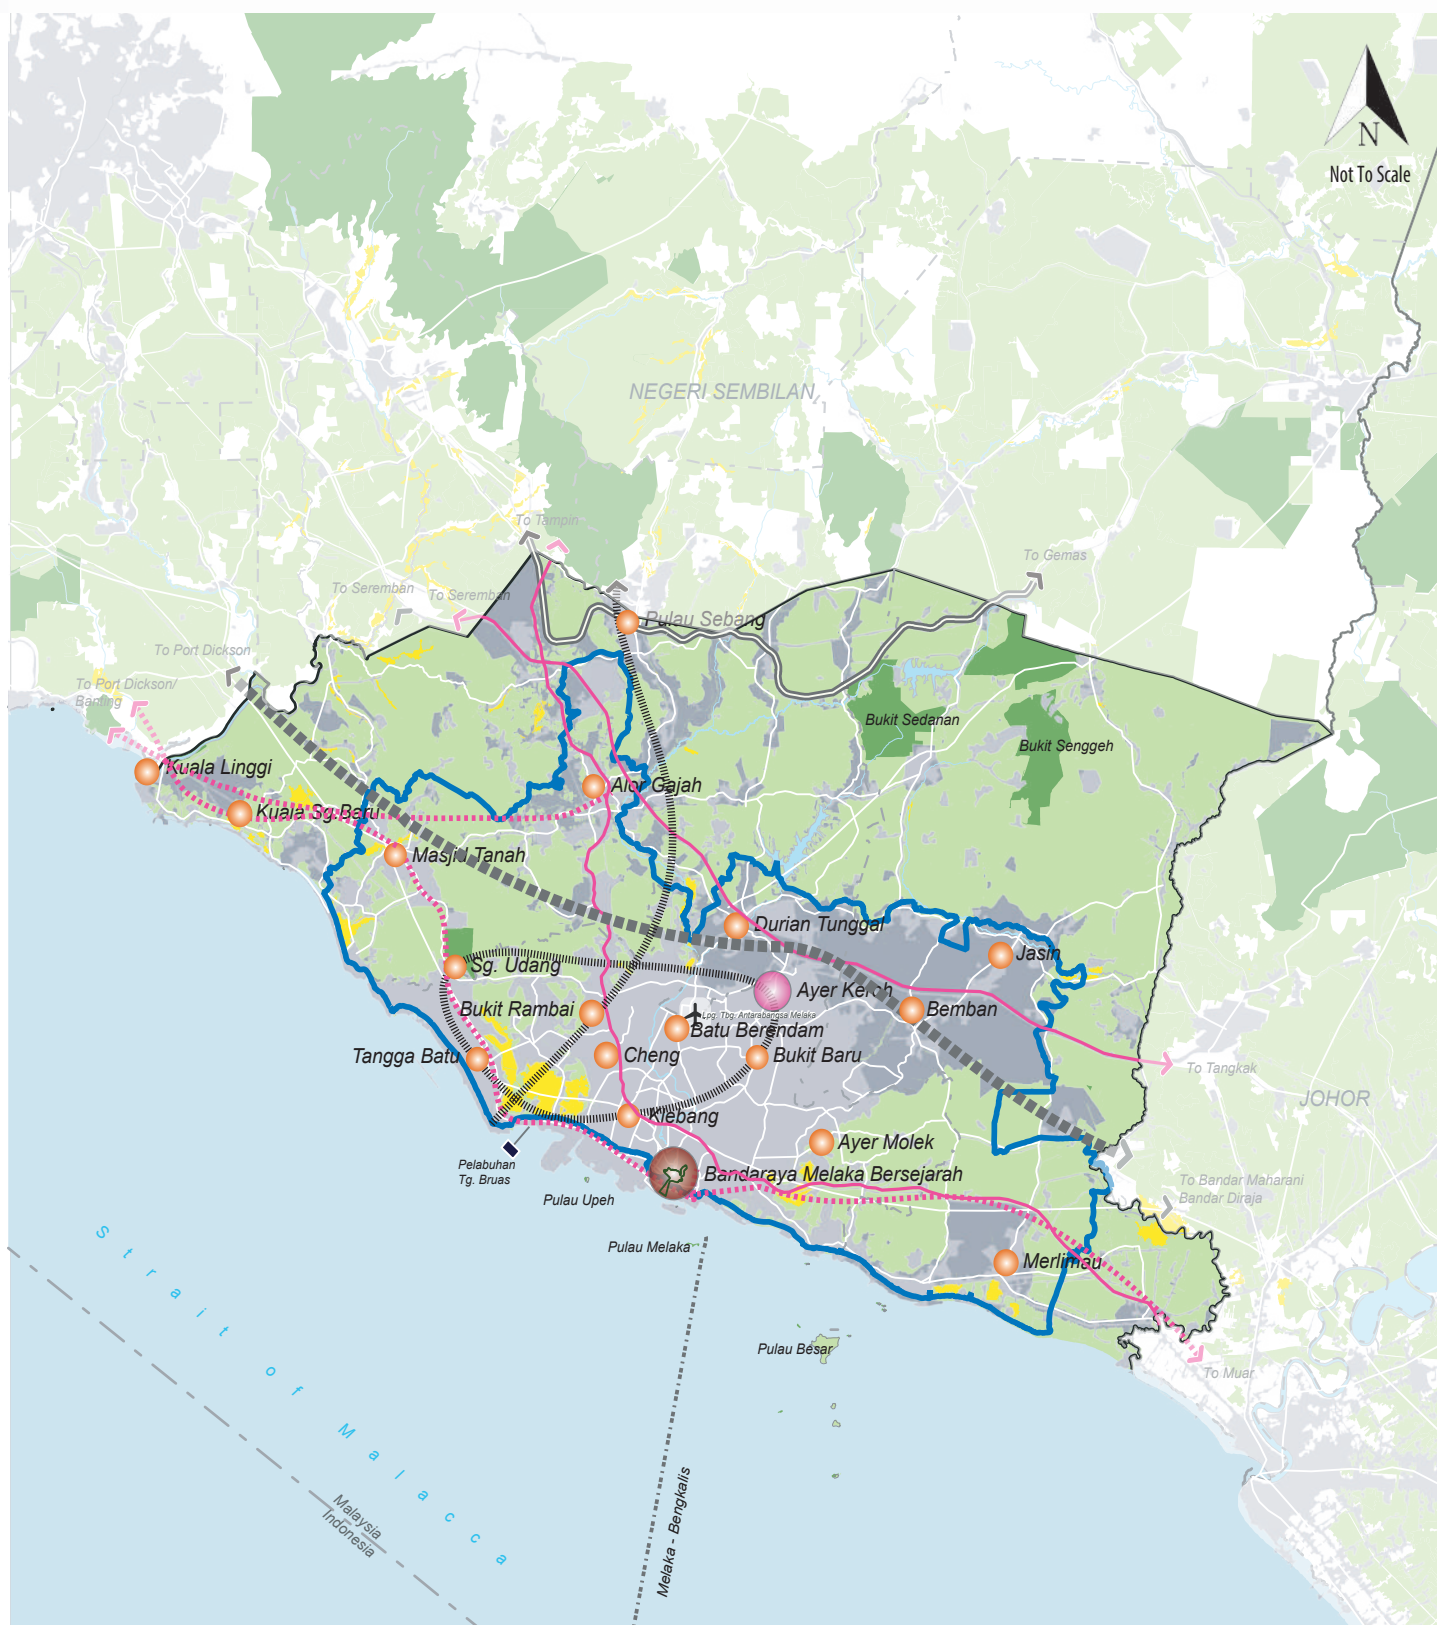 N
Not To Scale
NEGERI SEMBILAN
To Tampin
To Gemas
To Seremban
To Seremban
Pulau Sebang
To Port Dickson
To Port Dickson/
Banting
Bukit Sedanan
Bukit Senggeh
Kuala Linggi
Alor Gajah
Kuala Sg.Baru
Masjid Tanah
Durian Tunggal
Jasin
Sg. Udang
Ayer Keroh
Bukit Rambai
Lpg. Tbg. Antarabangsa Melaka
Bemban
Batu Berendam
Tangga Batu
Cheng
Bukit Baru
To Tangkak
JOHOR
Klebang
Ayer Molek
Pelabuhan
Tg. Bruas
Bandaraya Melaka Bersejarah
To Bandar Maharani
Bandar Diraja
Pulau Upeh
Pulau Melaka
Merlimau
Strait of Malacca
Pulau Besar
To Muar
Malaysia
Indonesia
Melaka - Bengkalis